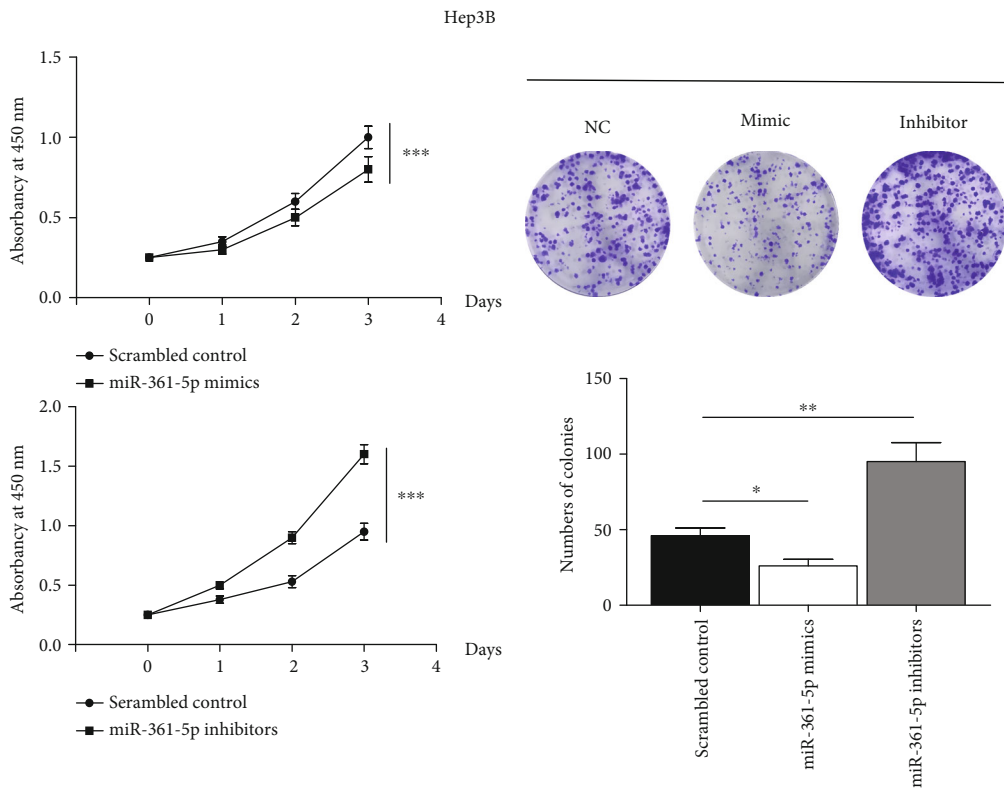 Hep3B
1.5
1.0
0.5
0.0
Absorbancy at 450 nm
***
0 1 2 3 4
Days
Scrambled control
miR-361-5p mimics
NC Mimic Inhibitor
2.0
1.5
1.0
0.5
0.0
Absorbancy at 450 nm
***
0 1 2 3 4
Days
Serambled control
miR-361-5p inhibitors
150
100
50
0
Numbers of colonies
**
*
Scrambled control
miR-361-5p mimics
miR-361-5p inhibitors